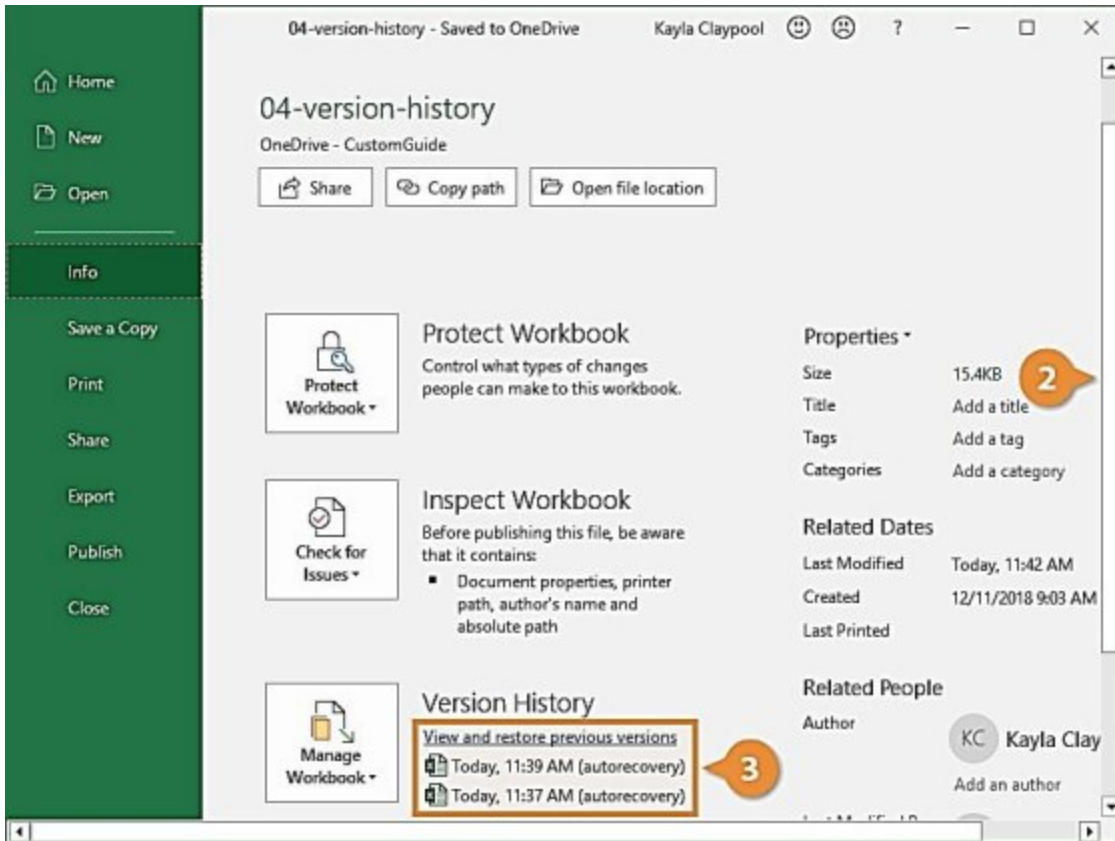 04-version-history - Saved to OneDrive Kayla Claypool ?
Home
New
Open
Info
Save a Copy
Print
Share
Export
Publish
Close
04-version-history
OneDrive - CustomGuide
Share Copy path Open file location
Protect
Workbook
Protect Workbook
Control what types of changes
people can make to this workbook.
Check for
Issues
Inspect Workbook
Before publishing this file, be aware
that it contains:
▪ Document properties, printer
path, author's name and
absolute path
Manage
Workbook
Version History
View and restore previous versions
Today, 11:39 AM (autorecovery)
Today, 11:37 AM (autorecovery)
3
Properties
Size 15.4KB
2
Title Add a title
Tags Add a tag
Categories Add a category
Related Dates
Last Modified Today, 11:42 AM
Created 12/11/2018 9:03 AM
Last Printed
Related People
Author KC Kayla Clay
Add an author